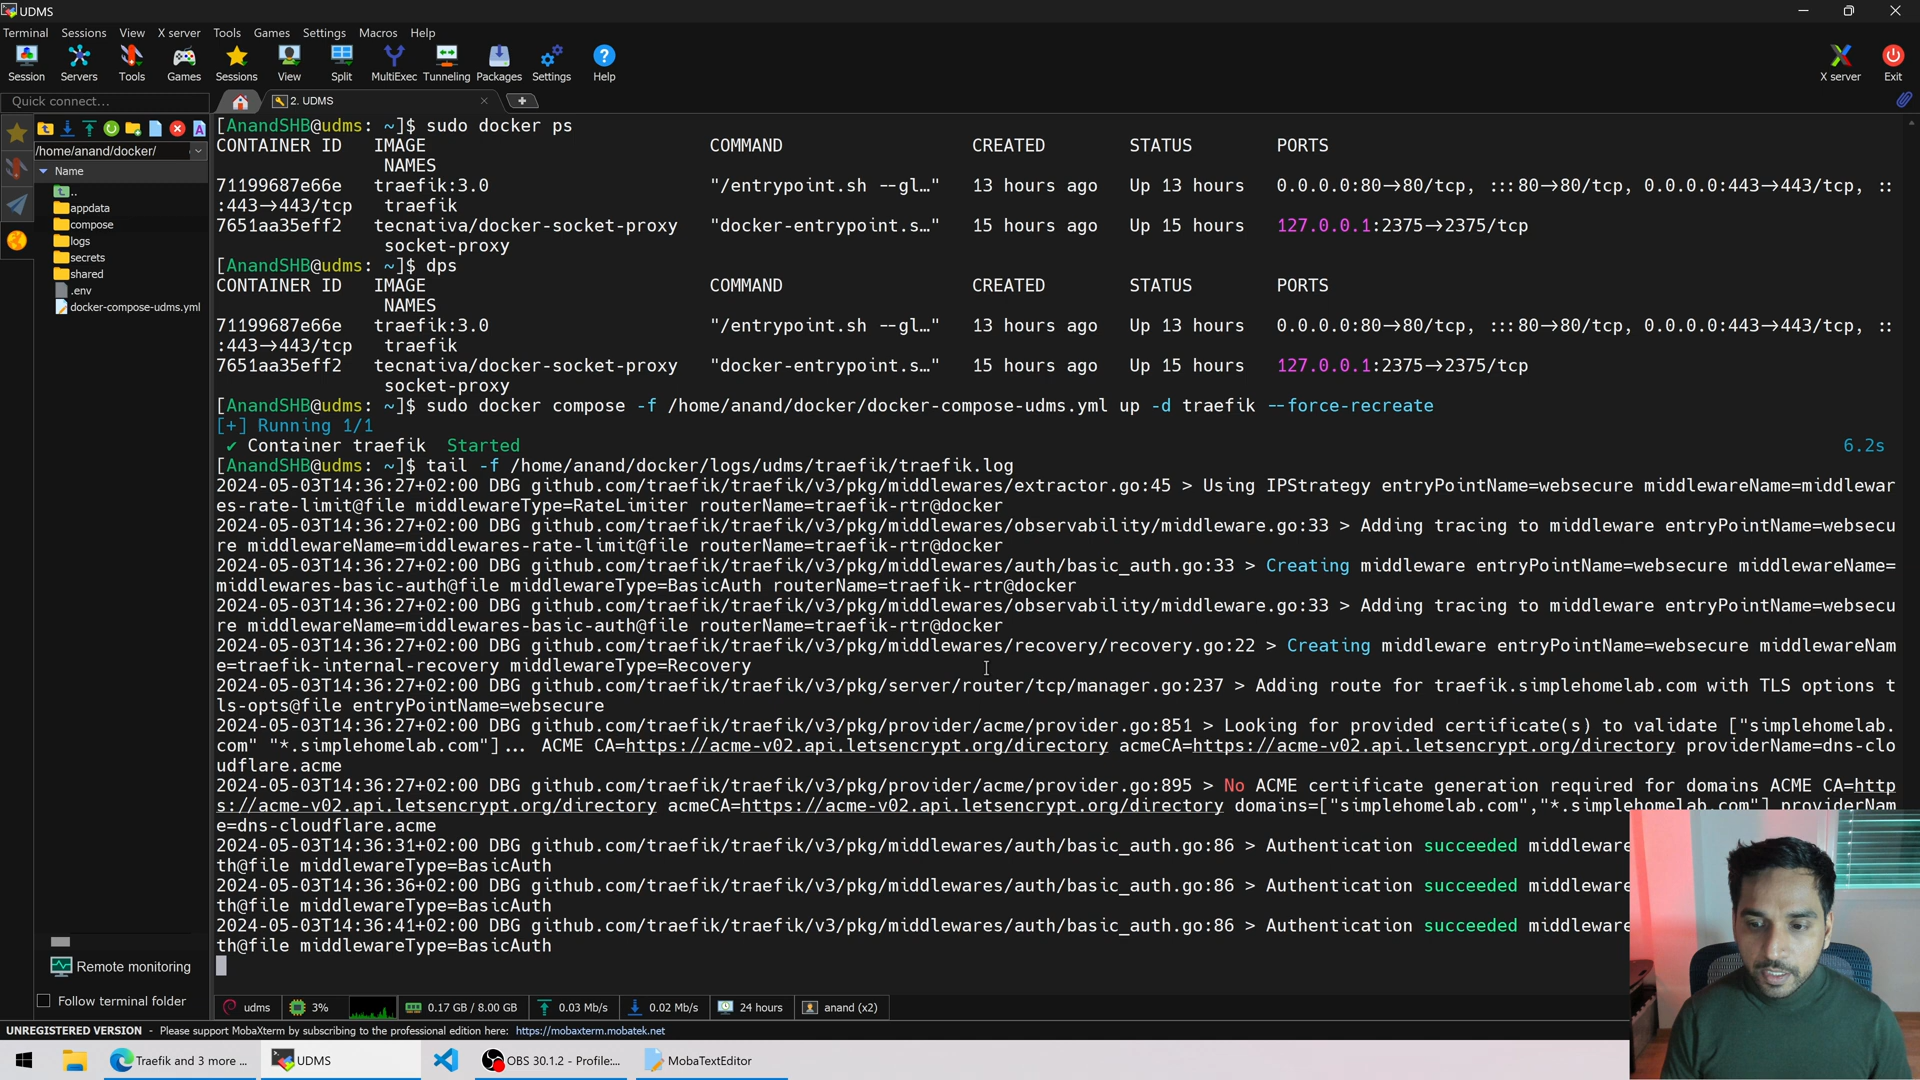 UDMS
Terminal Sessions View X server Tools Games Settings Macros Help
Session Servers Tools Games Sessions View Split MultiExec Tunneling Packages Settings Help X server Exit
Quick connect...
2. UDMS
/home/anand/docker/
Name
..
appdata
compose
logs
secrets
shared
.env
docker-compose-udms.yml
[AnandSHB@udms: ~]$ sudo docker ps
CONTAINER ID IMAGE COMMAND CREATED STATUS PORTS
NAMES
71199687e66e traefik:3.0 "/entrypoint.sh --gl…" 13 hours ago Up 13 hours 0.0.0.0:80->80/tcp, :::80->80/tcp, 0.0.0.0:443->443/tcp, ::
:443->443/tcp traefik
7651aa35eff2 tecnativa/docker-socket-proxy "docker-entrypoint.s…" 15 hours ago Up 15 hours 127.0.0.1:2375->2375/tcp
socket-proxy
[AnandSHB@udms: ~]$ dps
CONTAINER ID IMAGE COMMAND CREATED STATUS PORTS
NAMES
71199687e66e traefik:3.0 "/entrypoint.sh --gl…" 13 hours ago Up 13 hours 0.0.0.0:80->80/tcp, :::80->80/tcp, 0.0.0.0:443->443/tcp, ::
:443->443/tcp traefik
7651aa35eff2 tecnativa/docker-socket-proxy "docker-entrypoint.s…" 15 hours ago Up 15 hours 127.0.0.1:2375->2375/tcp
socket-proxy
[AnandSHB@udms: ~]$ sudo docker compose -f /home/anand/docker/docker-compose-udms.yml up -d traefik --force-recreate
[+] Running 1/1
✔ Container traefik Started 6.2s
[AnandSHB@udms: ~]$ tail -f /home/anand/docker/logs/udms/traefik/traefik.log
2024-05-03T14:36:27+02:00 DBG github.com/traefik/traefik/v3/pkg/middlewares/extractor.go:45 > Using IPStrategy entryPointName=websecure middlewareName=middlewar
es-rate-limit@file middlewareType=RateLimiter routerName=traefik-rtr@docker
2024-05-03T14:36:27+02:00 DBG github.com/traefik/traefik/v3/pkg/middlewares/observability/middleware.go:33 > Adding tracing to middleware entryPointName=websecu
re middlewareName=middlewares-rate-limit@file routerName=traefik-rtr@docker
2024-05-03T14:36:27+02:00 DBG github.com/traefik/traefik/v3/pkg/middlewares/auth/basic_auth.go:33 > Creating middleware entryPointName=websecure middlewareName=
middlewares-basic-auth@file middlewareType=BasicAuth routerName=traefik-rtr@docker
2024-05-03T14:36:27+02:00 DBG github.com/traefik/traefik/v3/pkg/middlewares/observability/middleware.go:33 > Adding tracing to middleware entryPointName=websecu
re middlewareName=middlewares-basic-auth@file routerName=traefik-rtr@docker
2024-05-03T14:36:27+02:00 DBG github.com/traefik/traefik/v3/pkg/middlewares/recovery/recovery.go:22 > Creating middleware entryPointName=websecure middlewareNam
e=traefik-internal-recovery middlewareType=Recovery
2024-05-03T14:36:27+02:00 DBG github.com/traefik/traefik/v3/pkg/server/router/tcp/manager.go:237 > Adding route for traefik.simplehomelab.com with TLS options t
ls-opts@file entryPointName=websecure
2024-05-03T14:36:27+02:00 DBG github.com/traefik/traefik/v3/pkg/provider/acme/provider.go:851 > Looking for provided certificate(s) to validate ["simplehomelab.
com" "*.simplehomelab.com"]... ACME CA=https://acme-v02.api.letsencrypt.org/directory acmeCA=https://acme-v02.api.letsencrypt.org/directory providerName=dns-clo
udflare.acme
2024-05-03T14:36:27+02:00 DBG github.com/traefik/traefik/v3/pkg/provider/acme/provider.go:895 > No ACME certificate generation required for domains ACME CA=http
s://acme-v02.api.letsencrypt.org/directory acmeCA=https://acme-v02.api.letsencrypt.org/directory domains=["simplehomelab.com","*.simplehomelab.com"] providerNam
e=dns-cloudflare.acme
2024-05-03T14:36:31+02:00 DBG github.com/traefik/traefik/v3/pkg/middlewares/auth/basic_auth.go:86 > Authentication succeeded middleware
th@file middlewareType=BasicAuth
2024-05-03T14:36:36+02:00 DBG github.com/traefik/traefik/v3/pkg/middlewares/auth/basic_auth.go:86 > Authentication succeeded middleware
th@file middlewareType=BasicAuth
2024-05-03T14:36:41+02:00 DBG github.com/traefik/traefik/v3/pkg/middlewares/auth/basic_auth.go:86 > Authentication succeeded middleware
th@file middlewareType=BasicAuth
Remote monitoring
Follow terminal folder
udms 3% 0.17 GB / 8.00 GB 0.03 Mb/s 0.02 Mb/s 24 hours anand (x2)
UNREGISTERED VERSION - Please support MobaXterm by subscribing to the professional edition here: https://mobaxterm.mobatek.net
Traefik and 3 more ... UDMS OBS 30.1.2 - Profile:... MobaTextEditor